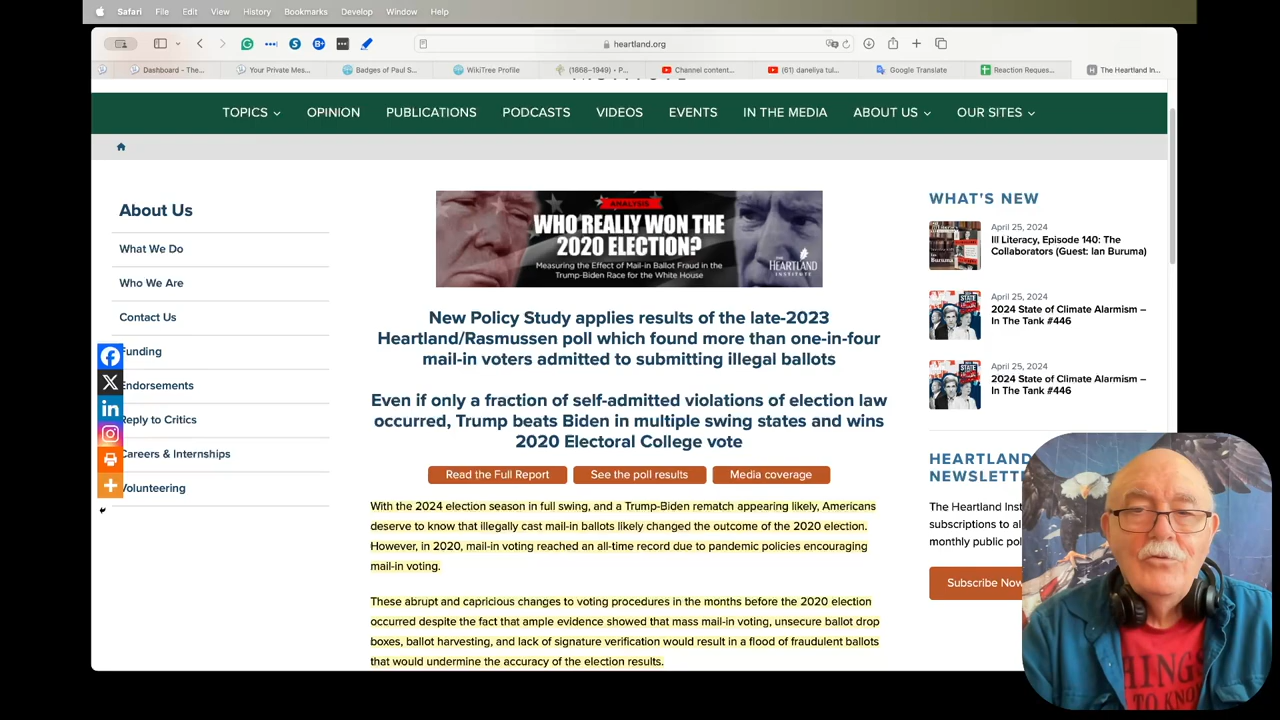 Safari File Edit View History Bookmarks Develop Window Help
heartland.org
Dashboard - The... Your Private Mes... Badges of Paul S... WikiTree Profile (1866–1949) • P... Channel content... (61) daneliya tul... Google Translate Reaction Reques... The Heartland In...
TOPICS OPINION PUBLICATIONS PODCASTS VIDEOS EVENTS IN THE MEDIA ABOUT US OUR SITES
About Us
What We Do
Who We Are
Contact Us
Funding
Endorsements
Reply to Critics
Careers & Internships
Volunteering
ANALYSIS
WHO REALLY WON THE
2020 ELECTION?
Measuring the Effect of Mail-in Ballot Fraud in the
Trump-Biden Race for the White House
THE
HEARTLAND
INSTITUTE
New Policy Study applies results of the late-2023
Heartland/Rasmussen poll which found more than one-in-four
mail-in voters admitted to submitting illegal ballots
Even if only a fraction of self-admitted violations of election law
occurred, Trump beats Biden in multiple swing states and wins
2020 Electoral College vote
Read the Full Report See the poll results Media coverage
With the 2024 election season in full swing, and a Trump-Biden rematch appearing likely, Americans
deserve to know that illegally cast mail-in ballots likely changed the outcome of the 2020 election.
However, in 2020, mail-in voting reached an all-time record due to pandemic policies encouraging
mail-in voting.
These abrupt and capricious changes to voting procedures in the months before the 2020 election
occurred despite the fact that ample evidence showed that mass mail-in voting, unsecure ballot drop
boxes, ballot harvesting, and lack of signature verification would result in a flood of fraudulent ballots
that would undermine the accuracy of the election results.
WHAT'S NEW
April 25, 2024
Ill Literacy, Episode 140: The
Collaborators (Guest: Ian Buruma)
April 25, 2024
2024 State of Climate Alarmism –
In The Tank #446
April 25, 2024
2024 State of Climate Alarmism –
In The Tank #446
HEARTLAND
NEWSLETT
The Heartland Inst
subscriptions to al
monthly public pol
Subscribe Now
THINGS
TO KNOW